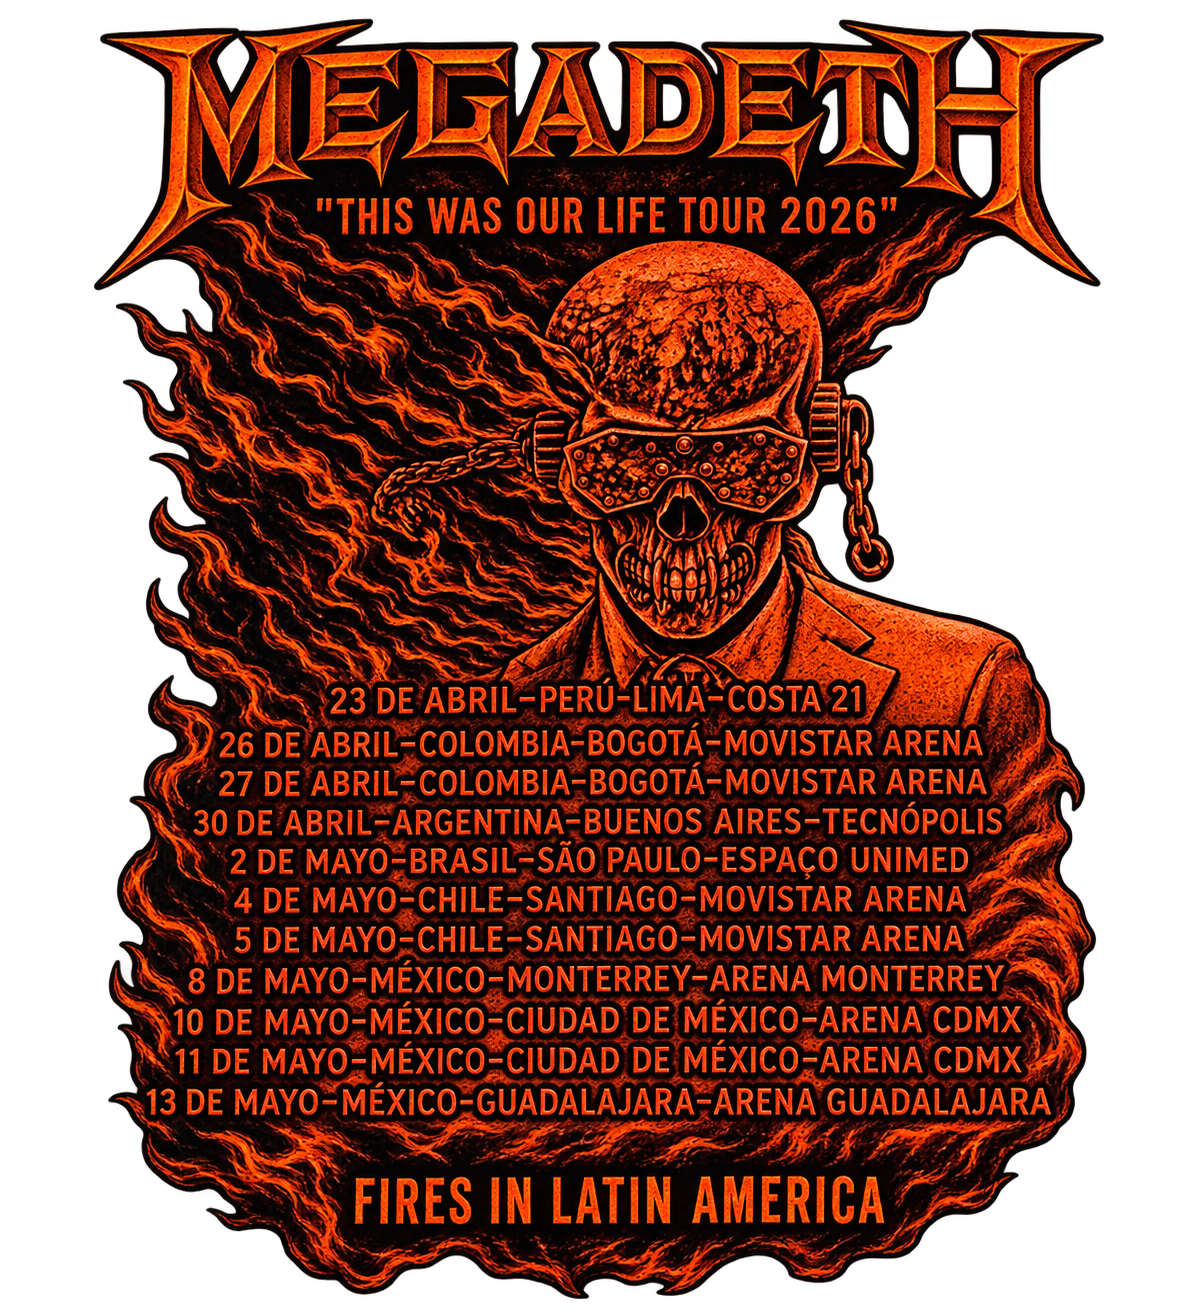 MEGADETH
"THIS WAS OUR LIFE TOUR 2026"
23 DE ABRIL-PERÚ-LIMA-COSTA 21
26 DE ABRIL-COLOMBIA-BOGOTÁ-MOVISTAR ARENA
27 DE ABRIL-COLOMBIA-BOGOTÁ-MOVISTAR ARENA
30 DE ABRIL-ARGENTINA-BUENOS AIRES-TECNÓPOLIS
2 DE MAYO-BRASIL-SÃO PAULO-ESPAÇO UNIMED
4 DE MAYO-CHILE-SANTIAGO-MOVISTAR ARENA
5 DE MAYO-CHILE-SANTIAGO-MOVISTAR ARENA
8 DE MAYO-MÉXICO-MONTERREY-ARENA MONTERREY
10 DE MAYO-MÉXICO-CIUDAD DE MÉXICO-ARENA CDMX
11 DE MAYO-MÉXICO-CIUDAD DE MÉXICO-ARENA CDMX
13 DE MAYO-MÉXICO-GUADALAJARA-ARENA GUADALAJARA
FIRES IN LATIN AMERICA